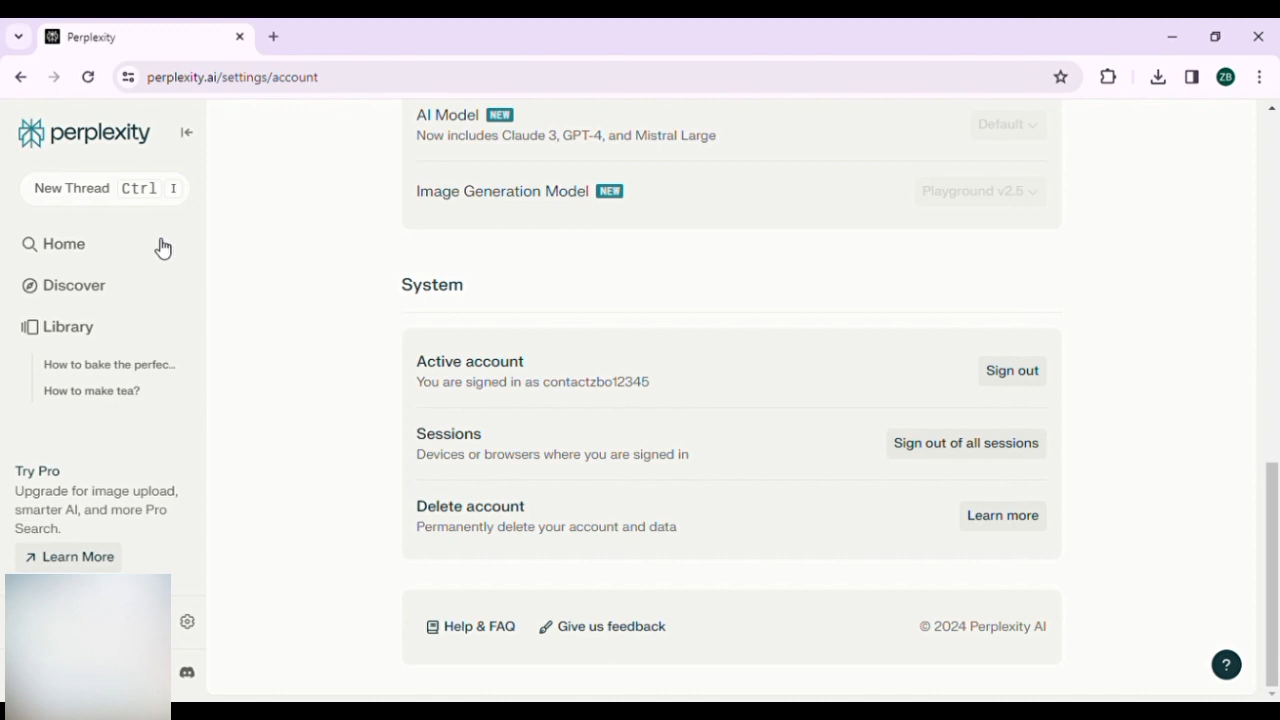 Perplexity
perplexity.ai/settings/account
ZB
perplexity
New Thread Ctrl I
Home
Discover
Library
How to bake the perfec...
How to make tea?
Try Pro
Upgrade for image upload,
smarter AI, and more Pro
Search.
Learn More
AI Model NEW
Default
Now includes Claude 3, GPT-4, and Mistral Large
Image Generation Model NEW
Playground v2.5
System
Active account
You are signed in as contactzbo12345
Sign out
Sessions
Devices or browsers where you are signed in
Sign out of all sessions
Delete account
Permanently delete your account and data
Learn more
Help & FAQ
Give us feedback
© 2024 Perplexity AI
?